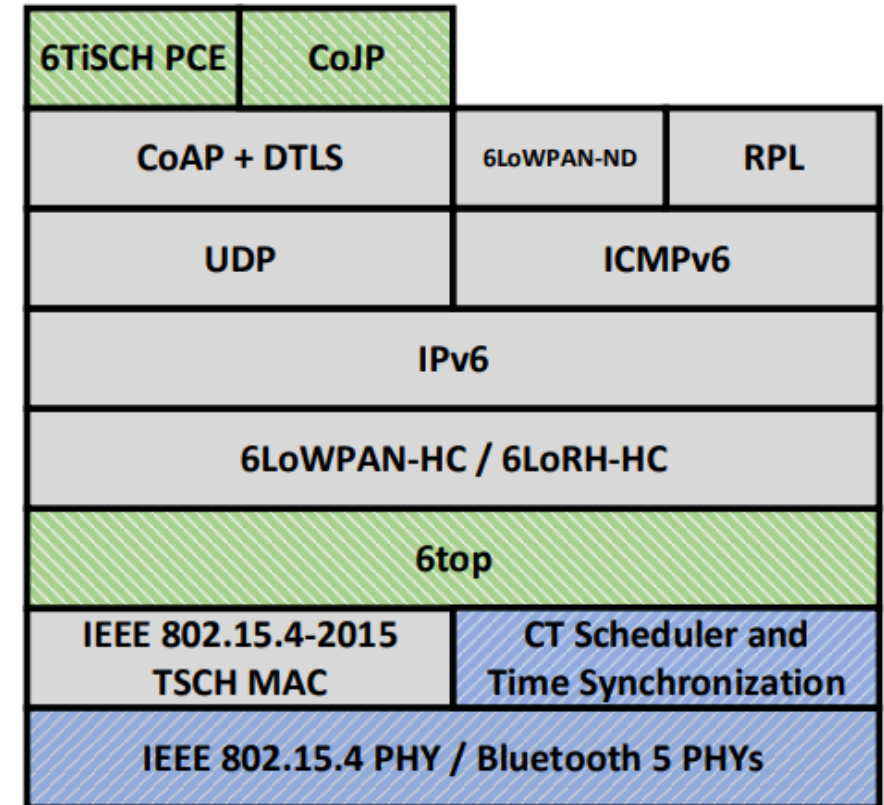 6TiSCH PCE
CoJP
CoAP + DTLS
6LoWPAN-ND
RPL
UDP
ICMPv6
IPv6
6LoWPAN-HC / 6LoRH-HC
6top
IEEE 802.15.4-2015
TSCH MAC
CT Scheduler and
Time Synchronization
IEEE 802.15.4 PHY / Bluetooth 5 PHYs